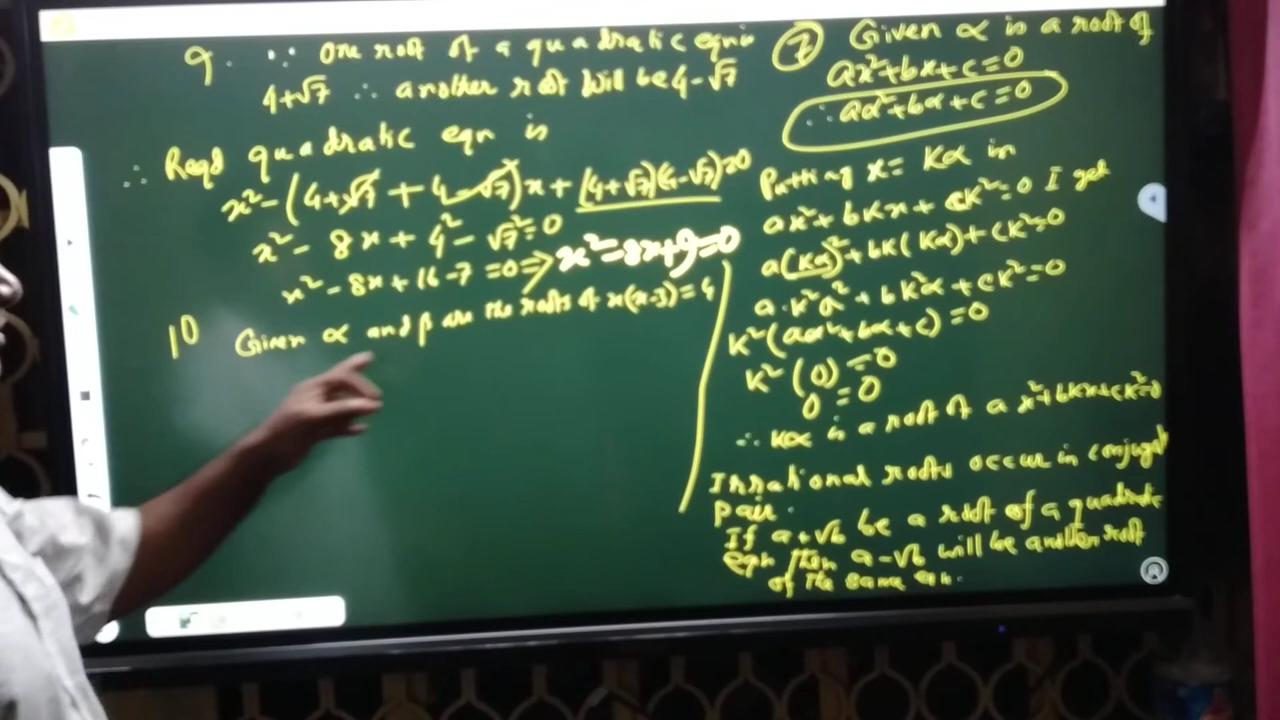 9. ∵ one root of a quadratic eqn is
4+√7 ∴ another root will be 4-√7
∴ Reqd quadratic eqn is
x²-(4+√7+4-√7)x+(4+√7)(4-√7)=0
x²-8x+4²-√7²=0
x²-8x+16-7=0⇒x²-8x+9=0
10 Given α and β are the roots of x(x-3)=4
⑦ Given α is a root of
ax²+bx+c=0
∴ aα²+bα+c=0
Putting x=Kα in
ax²+bKx+cK²=0 I get
a(Kα)²+bK(Kα)+cK²=0
a.K²α²+bK²α+cK²=0
K²(aα²+bα+c)=0
K²(0)=0
0=0
∴ Kα is a root of ax²+bKx+cK²=0
Irrational roots occur in conjugate
pair.
If a+√b be a root of a quadratic
eqn then a-√b will be another root
of the same eqn.